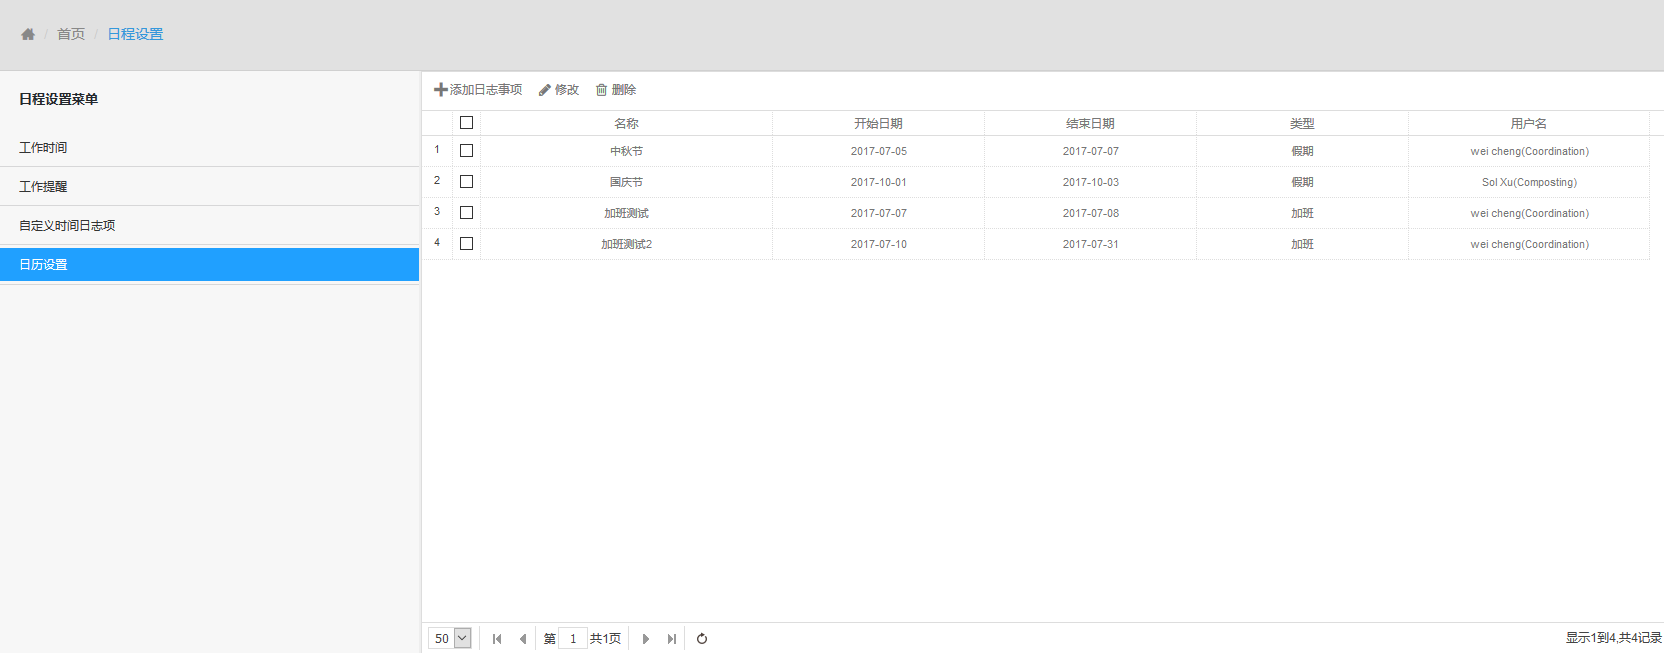 / 首页 / 日程设置
日程设置菜单
工作时间
工作提醒
自定义时间日志项
日历设置
添加日志事项 修改 删除
名称 开始日期 结束日期 类型 用户名
1 中秋节 2017-07-05 2017-07-07 假期 wei cheng(Coordination)
2 国庆节 2017-10-01 2017-10-03 假期 Sol Xu(Composting)
3 加班测试 2017-07-07 2017-07-08 加班 wei cheng(Coordination)
4 加班测试2 2017-07-10 2017-07-31 加班 wei cheng(Coordination)
50 第 1 共1页 显示1到4,共4记录